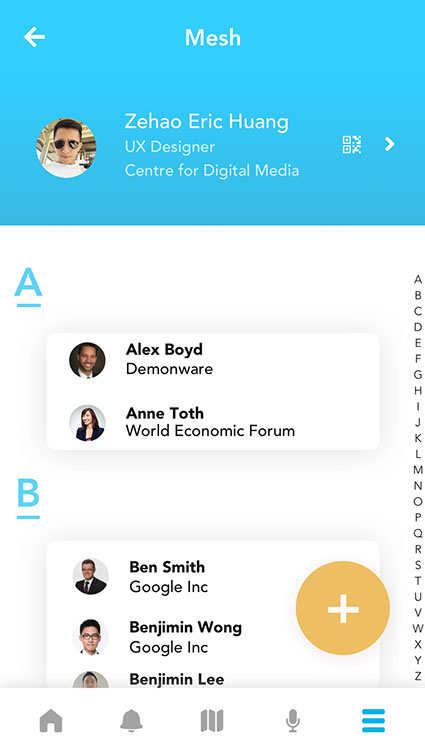 Mesh
Zehao Eric Huang
UX Designer
Centre for Digital Media
A
Alex Boyd
Demonware
Anne Toth
World Economic Forum
B
Ben Smith
Google Inc
Benjimin Wong
Google Inc
Benjimin Lee
A
B
C
D
E
F
G
H
I
J
K
L
M
N
O
P
Q
R
S
T
U
V
W
X
Y
Z